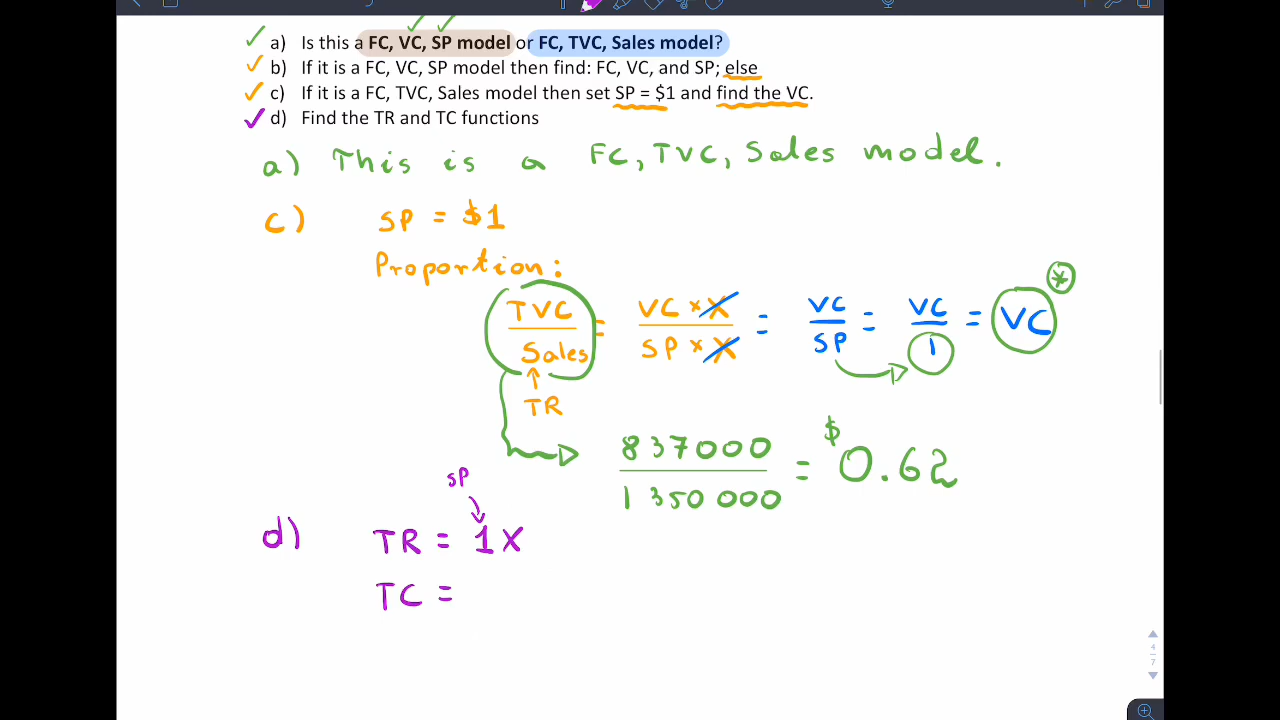 a) Is this a FC, VC, SP model or FC, TVC, Sales model?
b) If it is a FC, VC, SP model then find: FC, VC, and SP; else
c) If it is a FC, TVC, Sales model then set SP = $1 and find the VC.
d) Find the TR and TC functions
a) This is a FC, TVC, Sales model.
c) SP = $1
Proportion:
TVC / Sales = VC × X / SP × X = VC / SP = VC / 1 = VC *
TR
837000 / 1350000 = $0.62
SP
d) TR = 1X
TC =
4
7